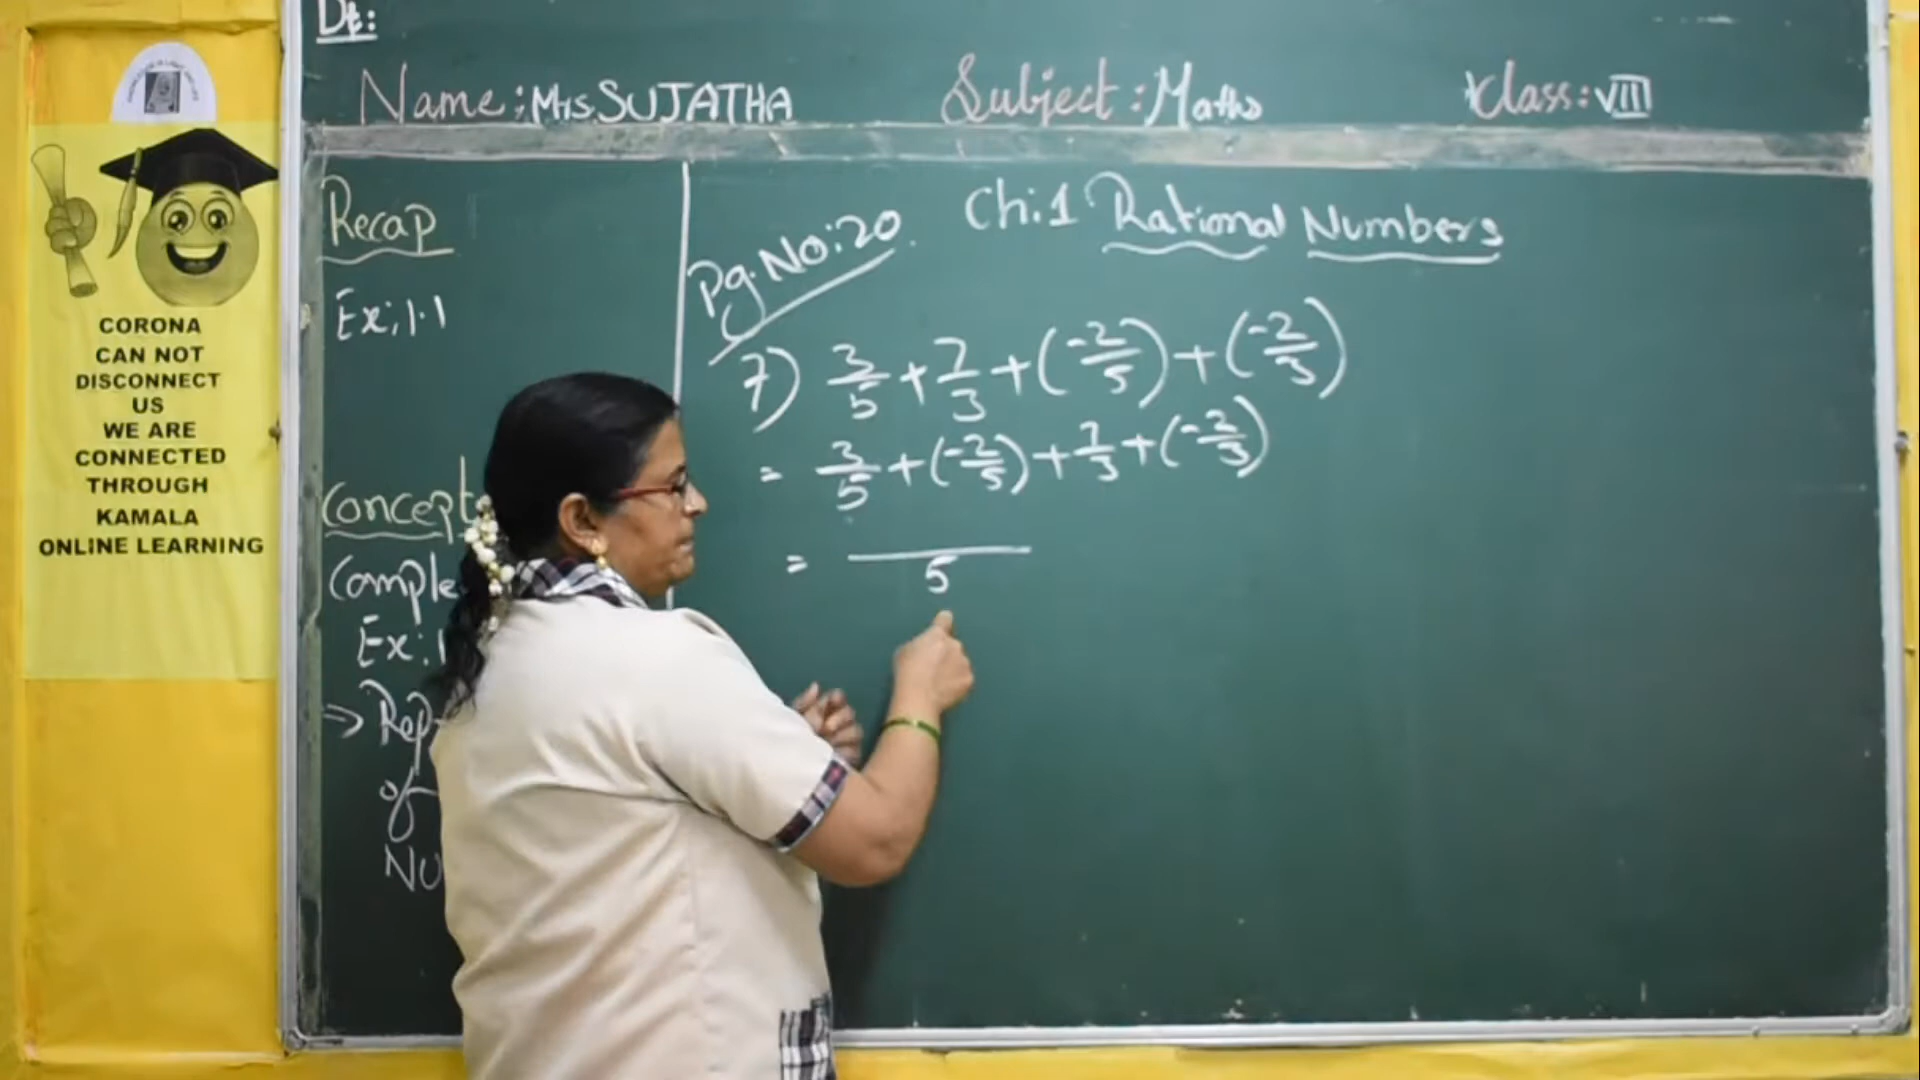 Dt:
Name: Mrs. SUJATHA Subject: Maths Class: VIII
CORONA
CAN NOT
DISCONNECT
US
WE ARE
CONNECTED
THROUGH
KAMALA
ONLINE LEARNING
Recap
Ex: 1.1
Concept
Comple
Ex: 1
→ Rep
of
NU
Ch: 1 Rational Numbers
Pg. No: 20
7) 3/5 + 7/3 + (-2/5) + (-2/3)
= 3/5 + (-2/5) + 7/3 + (-2/3)
= /5